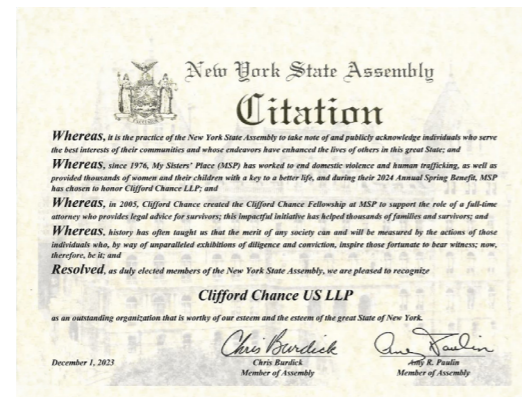 New York State Assembly
Citation
Whereas, it is the practice of the New York State Assembly to take note of and publicly acknowledge individuals who serve
the best interests of their communities and whose endeavors have enhanced the lives of others in this great State; and
Whereas, since 1976, My Sisters' Place (MSP) has worked to end domestic violence and human trafficking, as well as
provided thousands of women and their children with a key to a better life, and during their 2024 Annual Spring Benefit, MSP
has chosen to honor Clifford Chance LLP; and
Whereas, in 2005, Clifford Chance created the Clifford Chance Fellowship at MSP to support the role of a full-time
attorney who provides legal advice for survivors; this impactful initiative has helped thousands of families and survivors; and
Whereas, history has often taught us that the merit of any society can and will be measured by the actions of those
individuals who, by way of unparalleled exhibitions of diligence and conviction, inspire those fortunate to bear witness; now,
therefore, be it; and
Resolved, as duly elected members of the New York State Assembly, we are pleased to recognize
Clifford Chance US LLP
as an outstanding organization that is worthy of our esteem and the esteem of the great State of New York.
Chris Burdick Amy Paulin
December 1, 2023 Chris Burdick Amy R. Paulin
Member of Assembly Member of Assembly